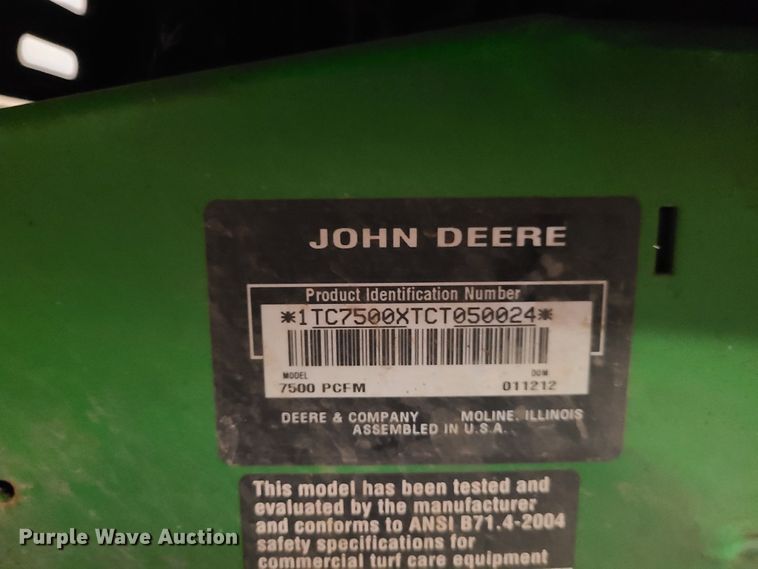 JOHN DEERE
Product Identification Number
*1TC7500XTCT050024*
MODEL DOM
7500 PCFM 011212
DEERE & COMPANY MOLINE, ILLINOIS
ASSEMBLED IN U.S.A.
This model has been tested and
evaluated by the manufacturer
and conforms to ANSI B71.4-2004
safety specifications for
commercial turf care equipment
Purple Wave Auction